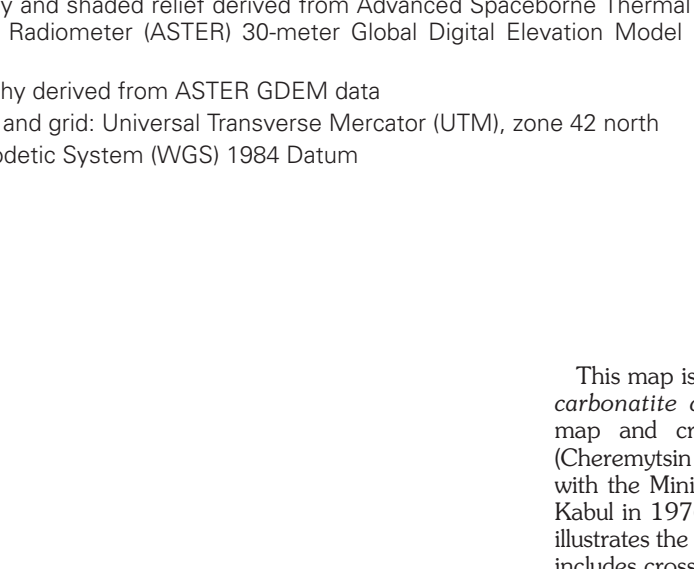 y and shaded relief derived from Advanced Spaceborne Thermal
Radiometer (ASTER) 30-meter Global Digital Elevation Model
hy derived from ASTER GDEM data
and grid: Universal Transverse Mercator (UTM), zone 42 north
odetic System (WGS) 1984 Datum
This map is
carbonatite
map and cr
(Cheremytsin
with the Mini
Kabul in 197
illustrates the
includes cross